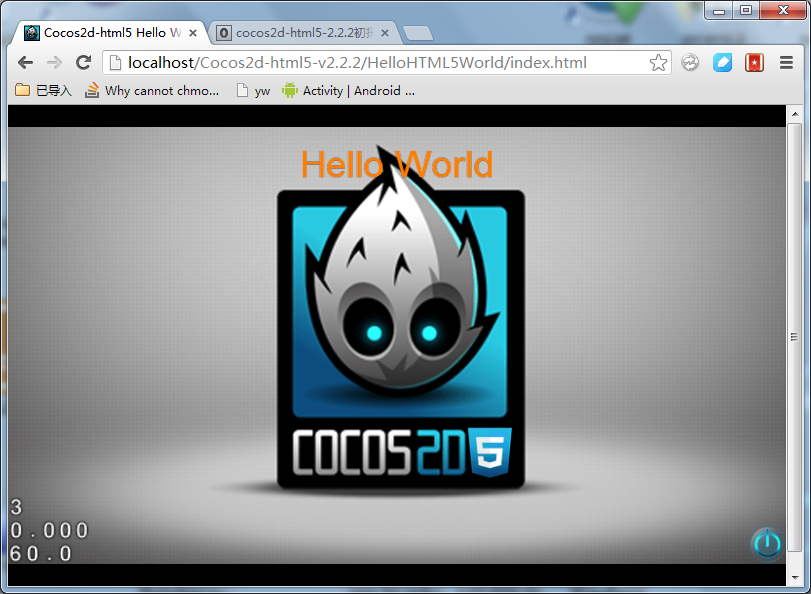 Cocos2d-html5 Hello W
cocos2d-html5-2.2.2初探
localhost/Cocos2d-html5-v2.2.2/HelloHTML5World/index.html
已导入 Why cannot chmo... yw Activity | Android ...
Hello World
COCOS2D 5
3
0.000
60.0